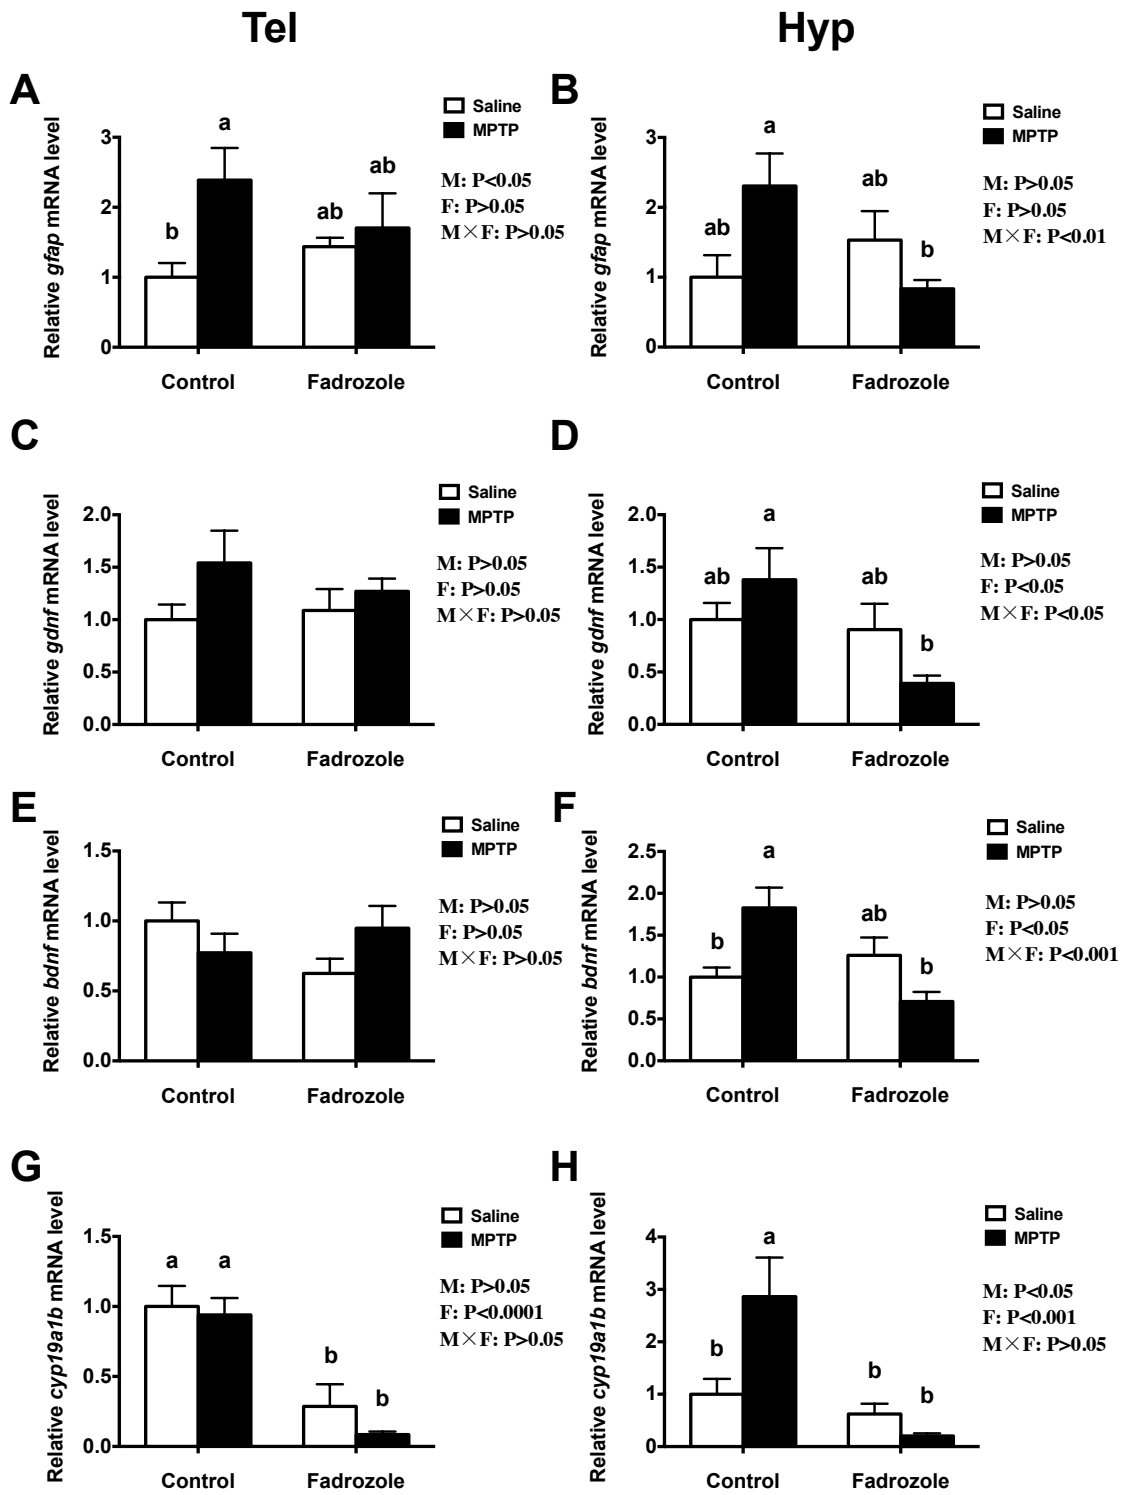 Tel
Hyp
A
Relative gfap mRNA level
3
2
1
0
b
a
ab
ab
Control
Fadrozole
Saline
MPTP
M: P<0.05
F: P>0.05
M×F: P>0.05
B
Relative gfap mRNA level
3
2
1
0
ab
a
ab
b
Control
Fadrozole
Saline
MPTP
M: P>0.05
F: P>0.05
M×F: P<0.01
C
Relative gdnf mRNA level
2.0
1.5
1.0
0.5
0.0
Control
Fadrozole
Saline
MPTP
M: P>0.05
F: P>0.05
M×F: P>0.05
D
Relative gdnf mRNA level
2.0
1.5
1.0
0.5
0.0
ab
a
ab
b
Control
Fadrozole
Saline
MPTP
M: P>0.05
F: P<0.05
M×F: P<0.05
E
Relative bdnf mRNA level
1.5
1.0
0.5
0.0
Control
Fadrozole
Saline
MPTP
M: P>0.05
F: P>0.05
M×F: P>0.05
F
Relative bdnf mRNA level
2.5
2.0
1.5
1.0
0.5
0.0
b
a
ab
b
Control
Fadrozole
Saline
MPTP
M: P>0.05
F: P<0.05
M×F: P<0.001
G
Relative cyp19a1b mRNA level
1.5
1.0
0.5
0.0
a
a
b
b
Control
Fadrozole
Saline
MPTP
M: P>0.05
F: P<0.0001
M×F: P>0.05
H
Relative cyp19a1b mRNA level
4
3
2
1
0
b
a
b
b
Control
Fadrozole
Saline
MPTP
M: P<0.05
F: P<0.001
M×F: P>0.05